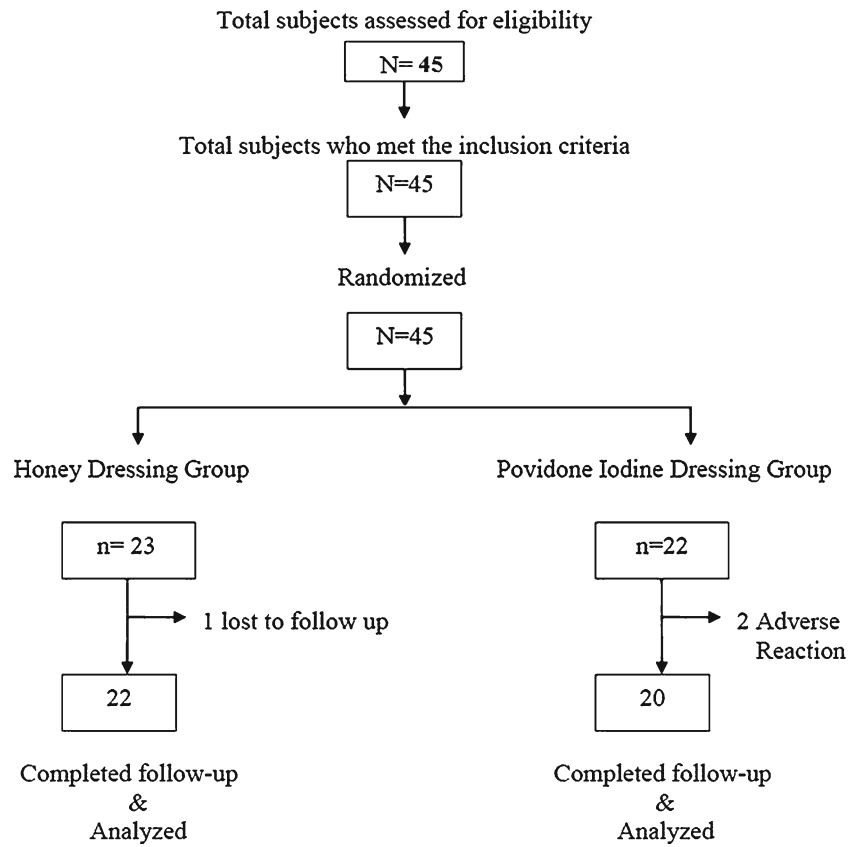 Total subjects assessed for eligibility
N= 45
Total subjects who met the inclusion criteria
N=45
Randomized
N=45
Honey Dressing Group
Povidone Iodine Dressing Group
n= 23
n=22
1 lost to follow up
2 Adverse
Reaction
22
20
Completed follow-up
&
Analyzed
Completed follow-up
&
Analyzed